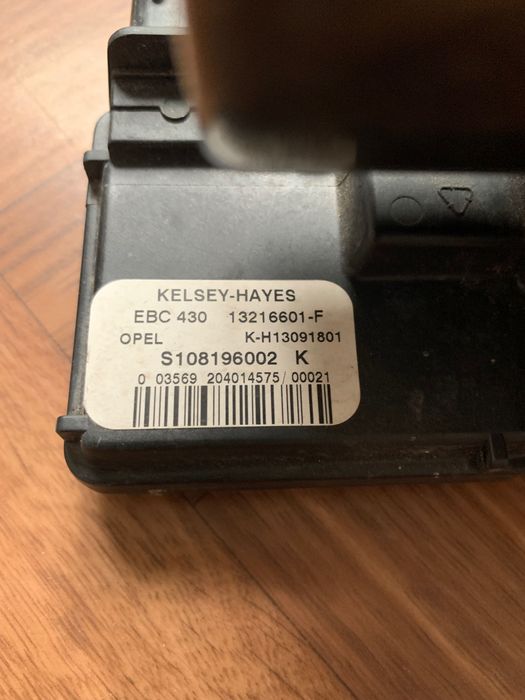 KELSEY-HAYES
EBC 430 13216601-F
OPEL K-H13091801
S108196002 K
0 03569 204014575/00021